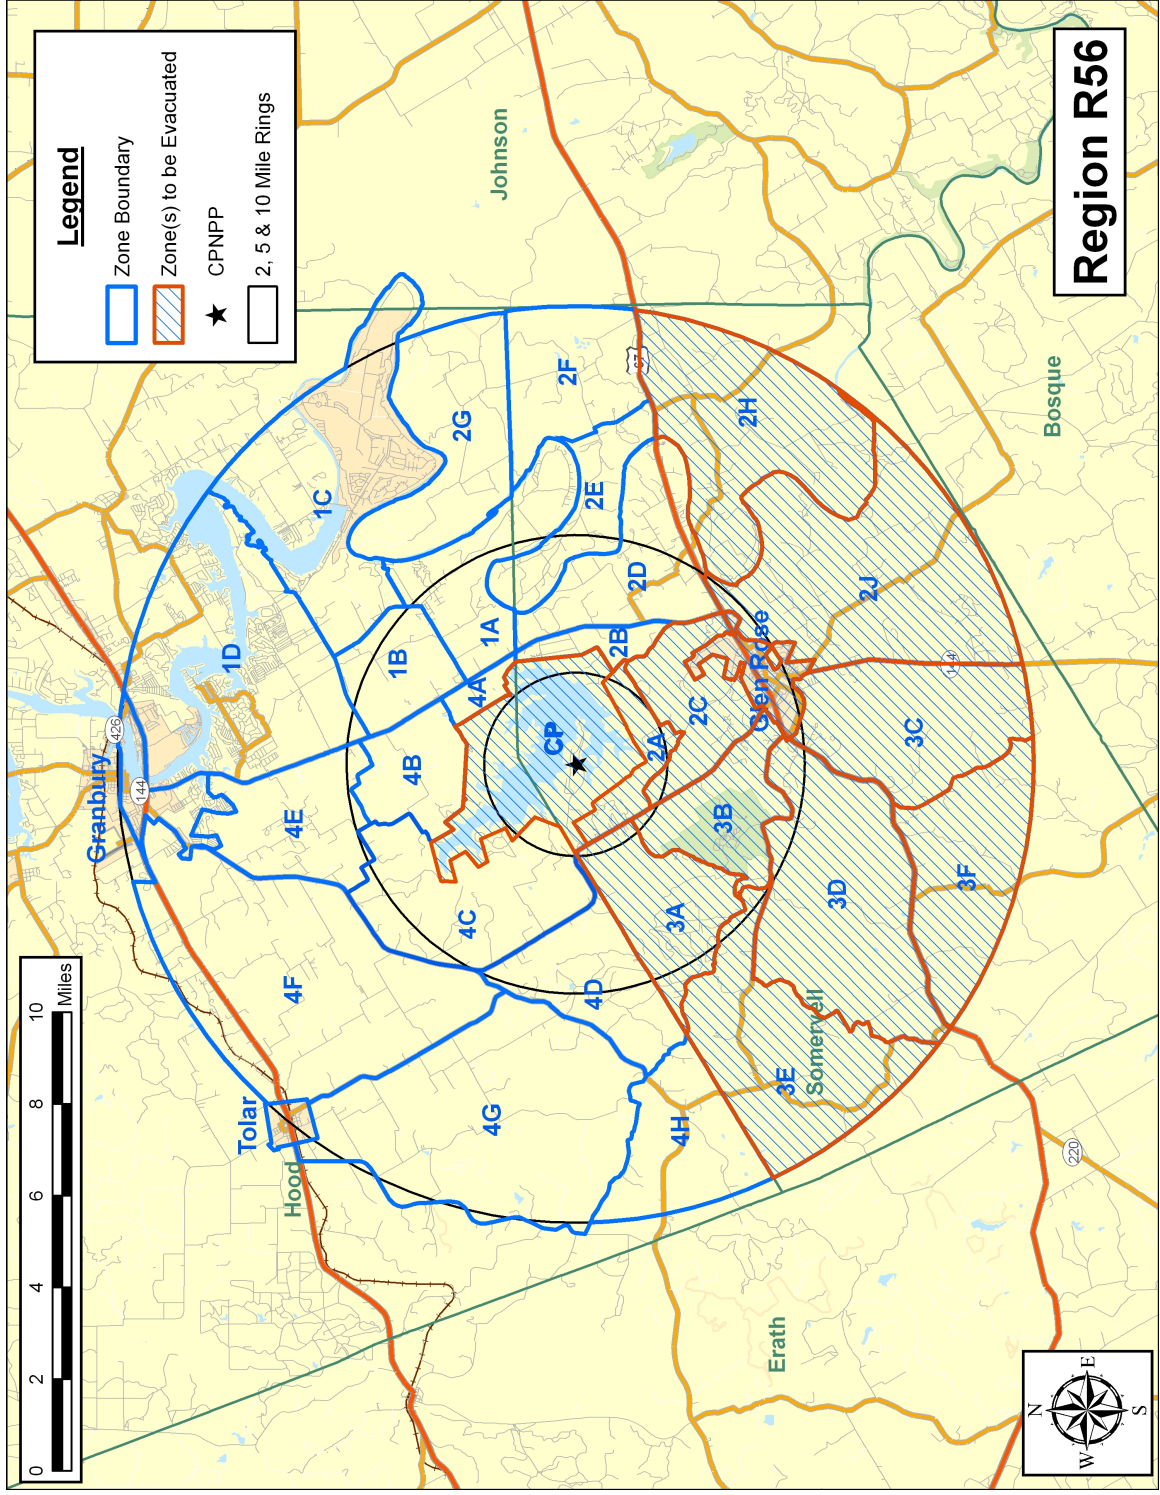 Legend
Zone Boundary
Zone(s) to be Evacuated
CPNPP
2, 5 & 10 Mile Rings
Region R56
0 2 4 6 8 10
Miles
N
E
S
W
Granbury
Tolar
Glen Rose
Hood
Johnson
Bosque
Somervell
Erath
426
144
67
144
220
CP
1A
1B
1C
1D
2A
2B
2C
2D
2E
2F
2G
2H
2J
3A
3B
3C
3D
3E
3F
4A
4B
4C
4D
4E
4F
4G
4H